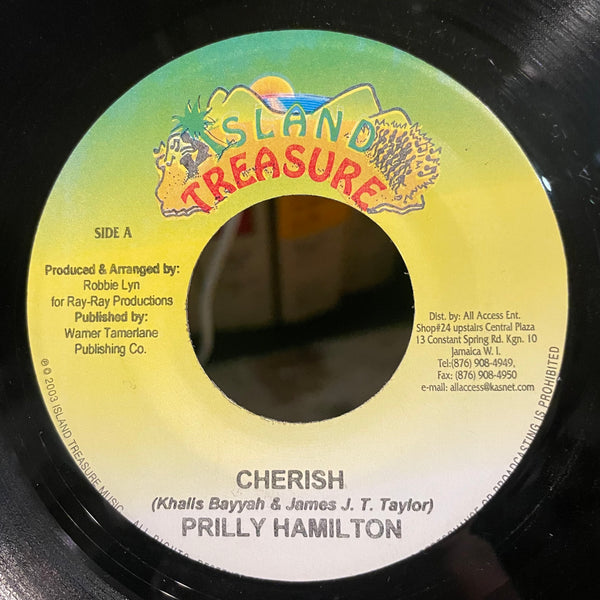 ISLAND
TREASURE
SIDE A
Produced & Arranged by:
Robbie Lyn
for Ray-Ray Productions
Published by:
Warner Tamerlane
Publishing Co.
Dist. by: All Access Ent.
Shop#24 upstairs Central Plaza
13 Constant Spring Rd. Kgn. 10
Jamaica W. I.
Tel:(876) 908-4949,
Fax: (876) 908-4950
e-mail: allaccess@kasnet.com
CHERISH
(Khalis Bayyah & James J. T. Taylor)
PRILLY HAMILTON
℗ © 2003 ISLAND TREASURE MUSIC. ALL RIGHTS
OR BROADCASTING IS PROHIBITED